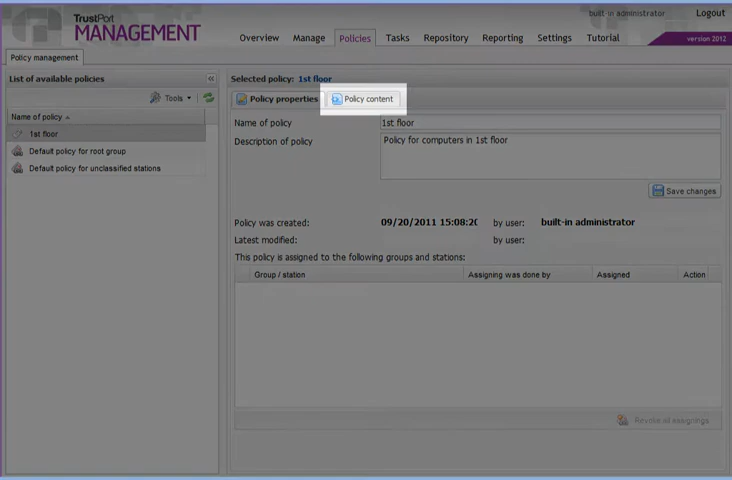 built-in administrator Logout
TrustPort
MANAGEMENT
Overview Manage Policies Tasks Repository Reporting Settings Tutorial version 2012
Policy management
List of available policies
Tools
Name of policy
1st floor
Default policy for root group
Default policy for unclassified stations
Selected policy: 1st floor
Policy properties Policy content
Name of policy 1st floor
Description of policy Policy for computers in 1st floor
Save changes
Policy was created: 09/20/2011 15:08:20 by user: built-in administrator
Latest modified: by user:
This policy is assigned to the following groups and stations:
Group / station Assigning was done by Assigned Action
Revoke all assignings